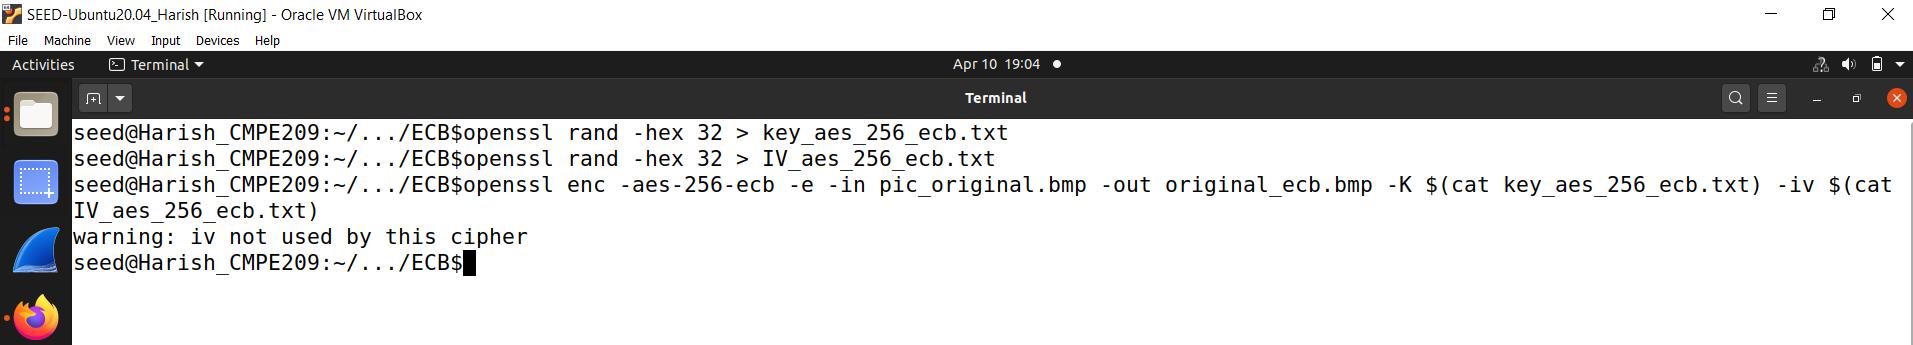 SEED-Ubuntu20.04_Harish [Running] - Oracle VM VirtualBox
File Machine View Input Devices Help
Activities Terminal Apr 10 19:04
Terminal
seed@Harish_CMPE209:~/.../ECB$openssl rand -hex 32 > key_aes_256_ecb.txt
seed@Harish_CMPE209:~/.../ECB$openssl rand -hex 32 > IV_aes_256_ecb.txt
seed@Harish_CMPE209:~/.../ECB$openssl enc -aes-256-ecb -e -in pic_original.bmp -out original_ecb.bmp -K $(cat key_aes_256_ecb.txt) -iv $(cat
IV_aes_256_ecb.txt)
warning: iv not used by this cipher
seed@Harish_CMPE209:~/.../ECB$